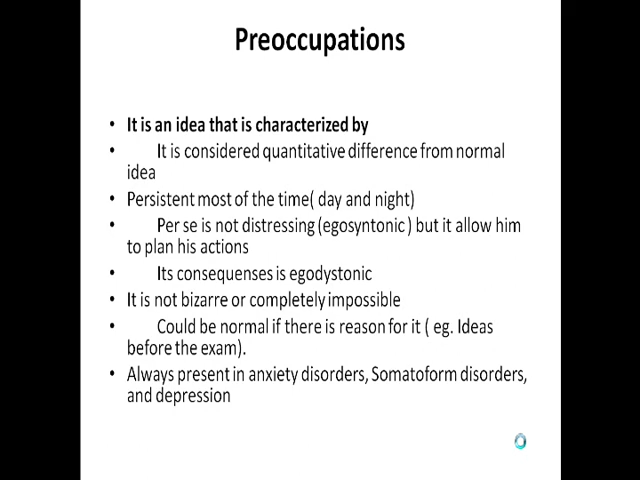 Preoccupations
• It is an idea that is characterized by
• It is considered quantitative difference from normal
idea
• Persistent most of the time( day and night)
• Per se is not distressing (egosyntonic ) but it allow him
to plan his actions
• Its consequenses is egodystonic
• It is not bizarre or completely impossible
• Could be normal if there is reason for it ( eg. Ideas
before the exam).
• Always present in anxiety disorders, Somatoform disorders,
and depression